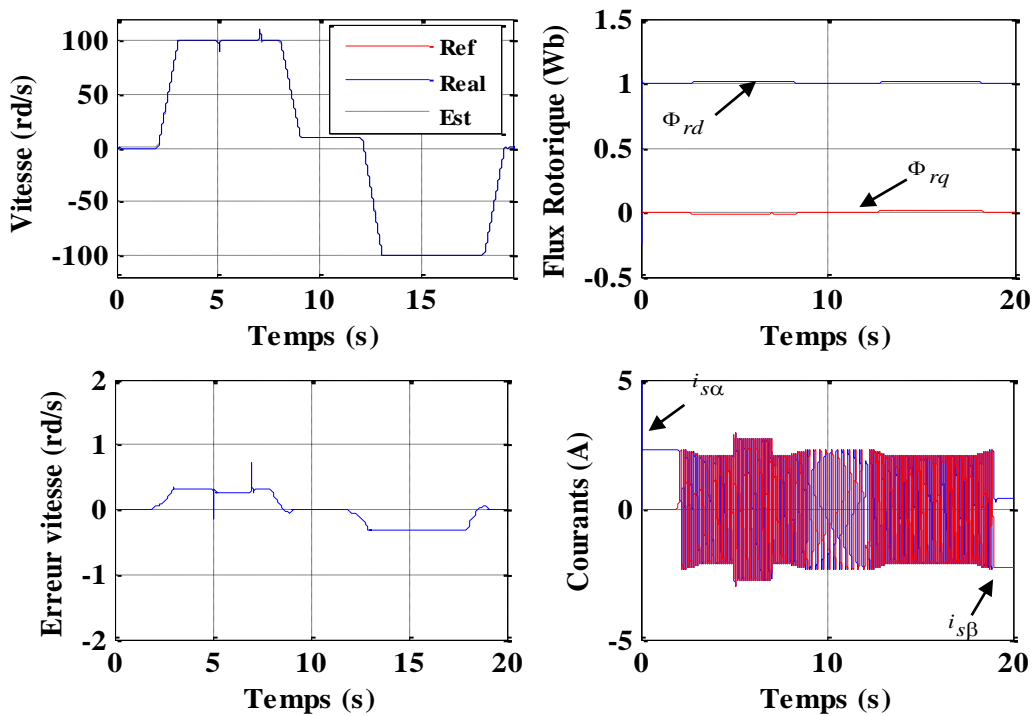 Vitesse (rd/s)
100
50
0
-50
-100
Ref
Real
Est
0
5
10
15
Temps (s)
Flux Rotorique (Wb)
1.5
1
0.5
0
-0.5
Φrd
Φrq
0
10
20
Temps (s)
Erreur vitesse (rd/s)
2
1
0
-1
-2
0
5
10
15
20
Temps (s)
Courants (A)
5
0
-5
isα
isβ
0
10
20
Temps (s)